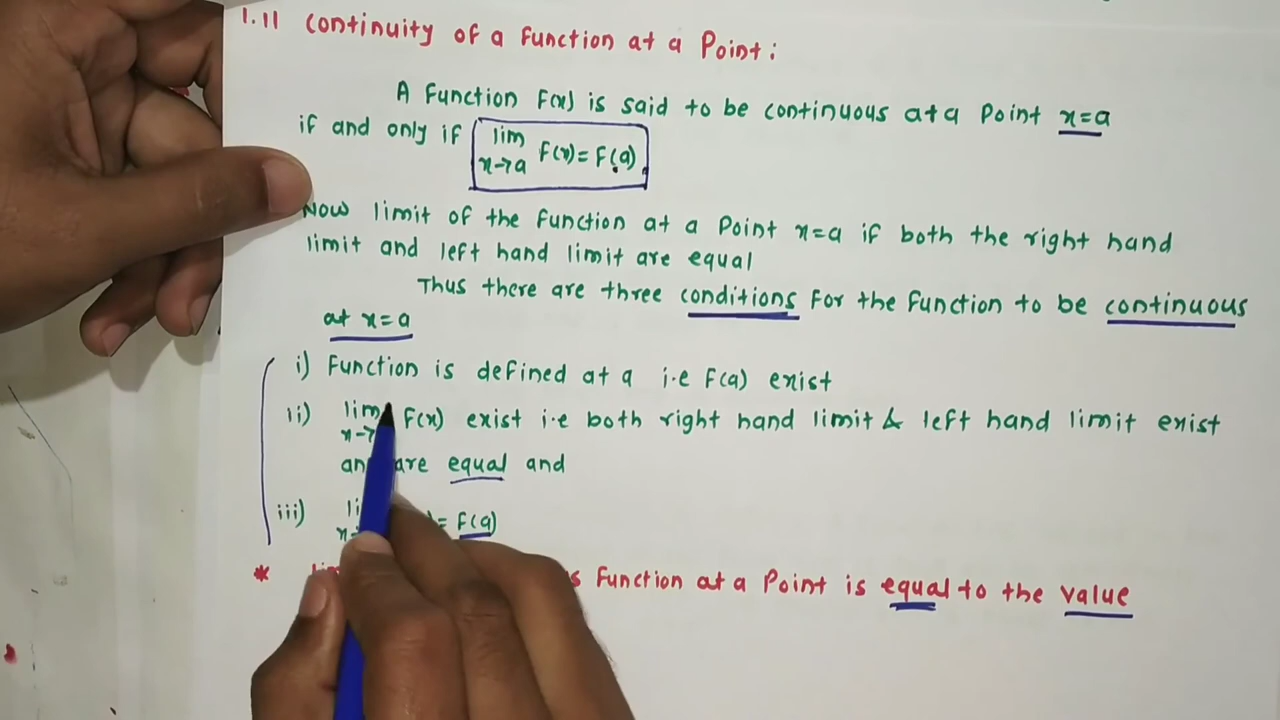 1.11 Continuity of a Function at a Point:
A Function F(x) is said to be continuous at a Point x=a
if and only if lim x→a F(x) = F(a)
Now limit of the Function at a Point x=a if both the right hand
limit and left hand limit are equal
Thus there are three conditions For the Function to be continuous
at x=a
i) Function is defined at a i.e F(a) exist
ii) lim x→ F(x) exist i.e both right hand limit & left hand limit exist
are equal and
iii) = F(a)
* Function at a Point is equal to the value